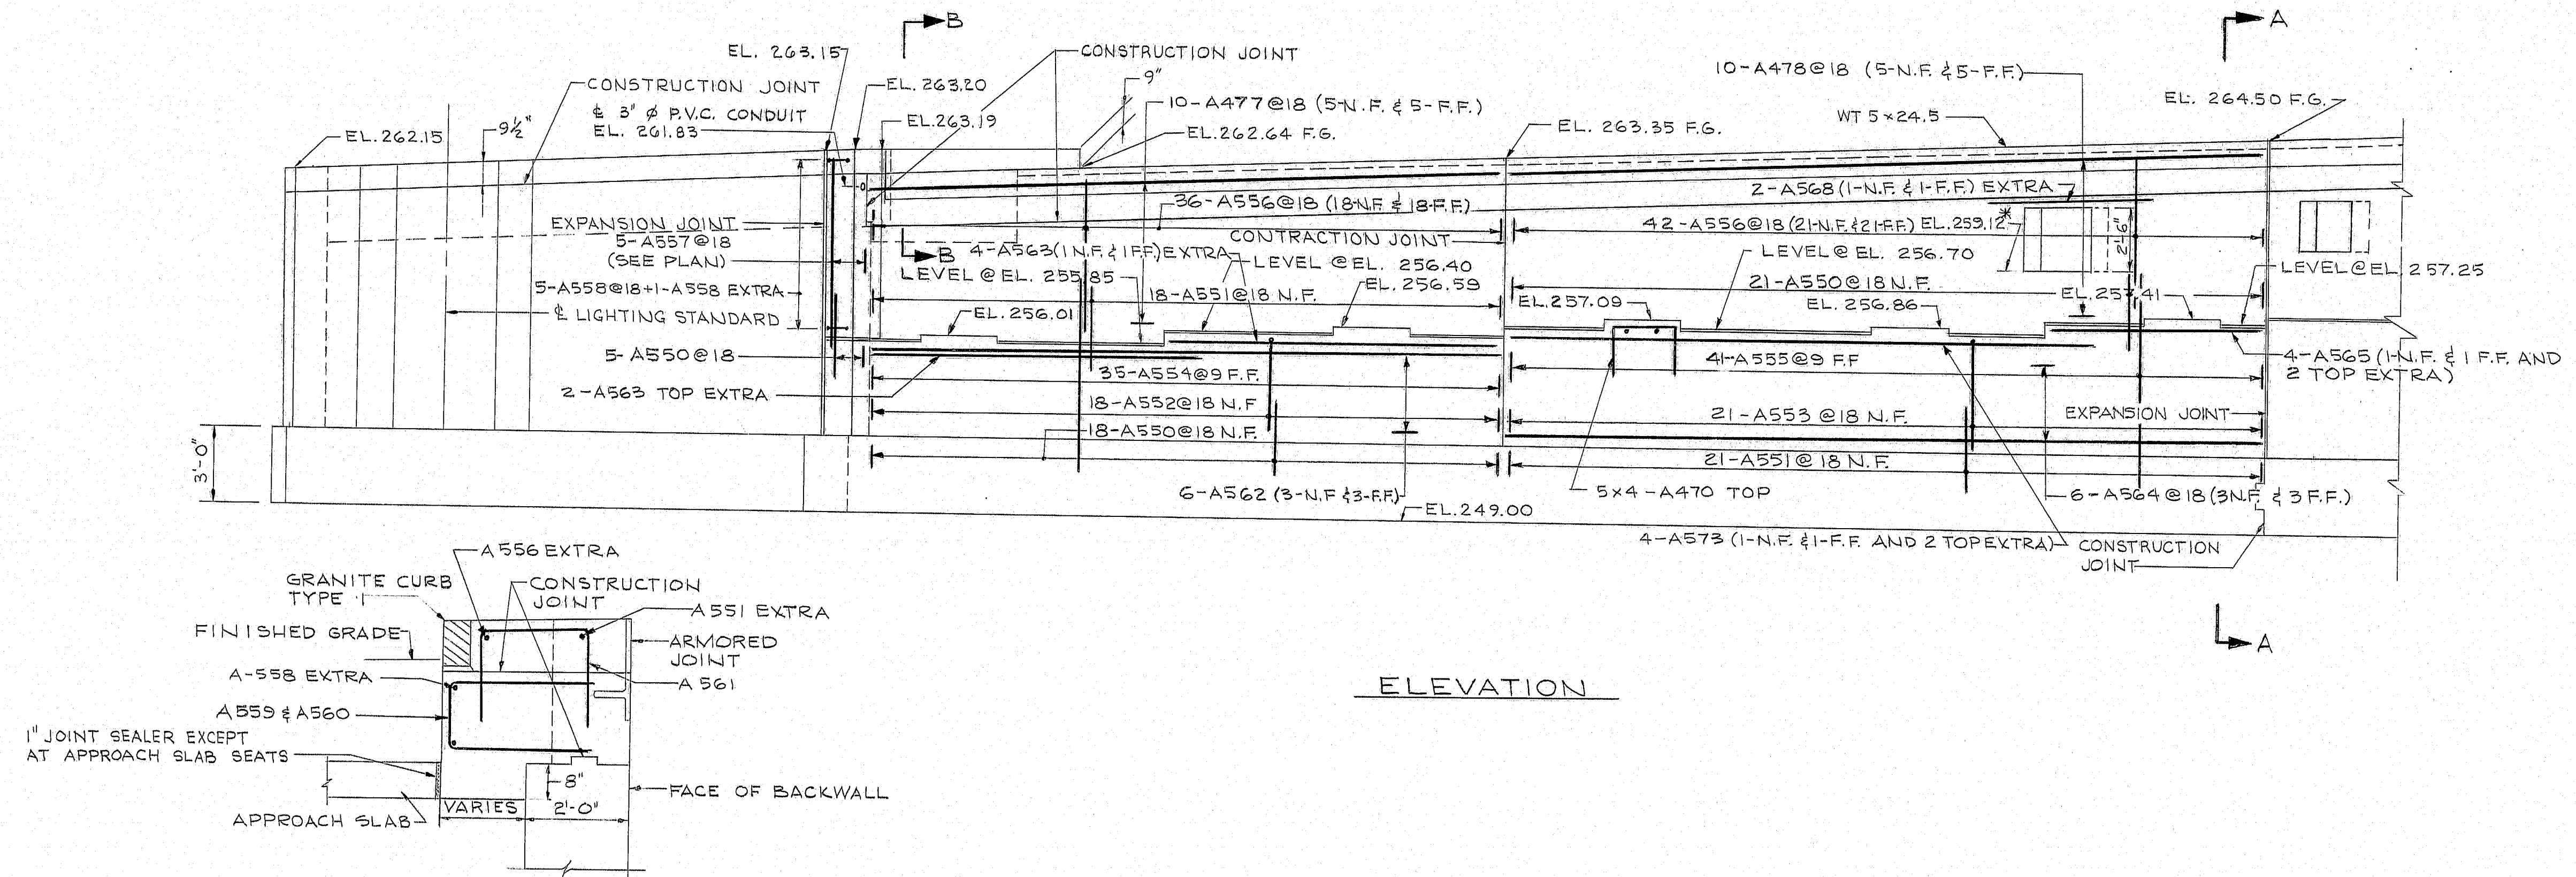 B
A
EL. 263.15
CONSTRUCTION JOINT
9"
10-A478@18 (5-N.F. & 5-F.F.)
CONSTRUCTION JOINT
EL. 263.20
10-A477@18 (5-N.F. & 5-F.F.)
EL. 264.50 F.G.
℄ 3" Ø P.V.C. CONDUIT
EL. 261.83
EL.263.19
EL.262.64 F.G.
EL. 263.35 F.G.
WT 5×24.5
EL.262.15
9½"
2-A568 (1-N.F. & 1-F.F.) EXTRA
36-A556@18 (18-N.F. & 18-F.F.)
EXPANSION JOINT
5-A557@18
(SEE PLAN)
42-A556@18 (21-N.F. & 21-F.F.)
EL.259.12*
2'-6"
CONTRACTION JOINT
B
4-A563 (1 N.F. & 1 F.F.) EXTRA
LEVEL @ EL. 256.40
LEVEL @ EL. 256.70
LEVEL @ EL. 255.85
LEVEL @ EL. 257.25
5-A558@18+1-A558 EXTRA
18-A551@18 N.F.
EL.256.59
21-A550@18 N.F.
EL.257.09
EL. 256.86
EL.257.41
℄ LIGHTING STANDARD
EL.256.01
5-A550@18
41-A555@9 F.F
4-A565 (1-N.F. & 1 F.F. AND
2 TOP EXTRA)
35-A554@9 F.F.
2-A563 TOP EXTRA
18-A552@18 N.F
21-A553 @18 N.F.
EXPANSION JOINT
18-A550@18 N.F.
21-A551@18 N.F.
3'-0"
6-A562 (3-N.F & 3-F.F.)
5×4-A470 TOP
6-A564@18 (3 N.F. & 3 F.F.)
EL.249.00
4-A573 (1-N.F. & 1-F.F. AND 2 TOP EXTRA)
CONSTRUCTION
JOINT
A556 EXTRA
GRANITE CURB
TYPE 1
CONSTRUCTION
JOINT
A551 EXTRA
FINISHED GRADE
ARMORED
JOINT
A-558 EXTRA
A561
A559 & A560
1" JOINT SEALER EXCEPT
AT APPROACH SLAB SEATS
8"
FACE OF BACKWALL
VARIES
2'-0"
APPROACH SLAB
A
ELEVATION